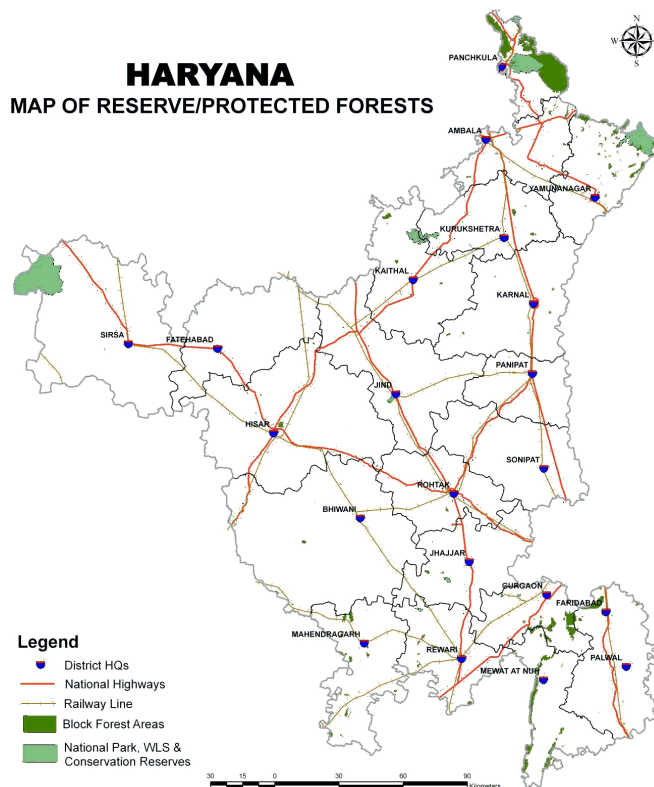 N
W
E
S
HARYANA
MAP OF RESERVE/PROTECTED FORESTS
PANCHKULA
AMBALA
YAMUNANAGAR
KURUKSHETRA
KAITHAL
KARNAL
SIRSA
FATEHABAD
PANIPAT
JIND
HISAR
SONIPAT
ROHTAK
BHIWANI
JHAJJAR
GURGAON
FARIDABAD
MAHENDRAGARH
REWARI
MEWAT AT NUH
PALWAL
Legend
District HQs
National Highways
Railway Line
Block Forest Areas
National Park, WLS &
Conservation Reserves
30 15 0 30 60 90
Kilometers